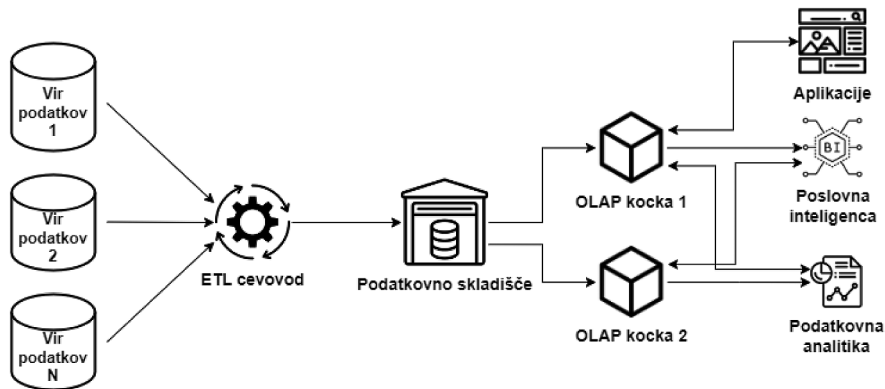 Vir
podatkov
1
Vir
podatkov
2
Vir
podatkov
N
ETL cevovod
Podatkovno skladišče
OLAP kocka 1
OLAP kocka 2
Aplikacije
BI
Poslovna
inteligenca
Podatkovna
analitika